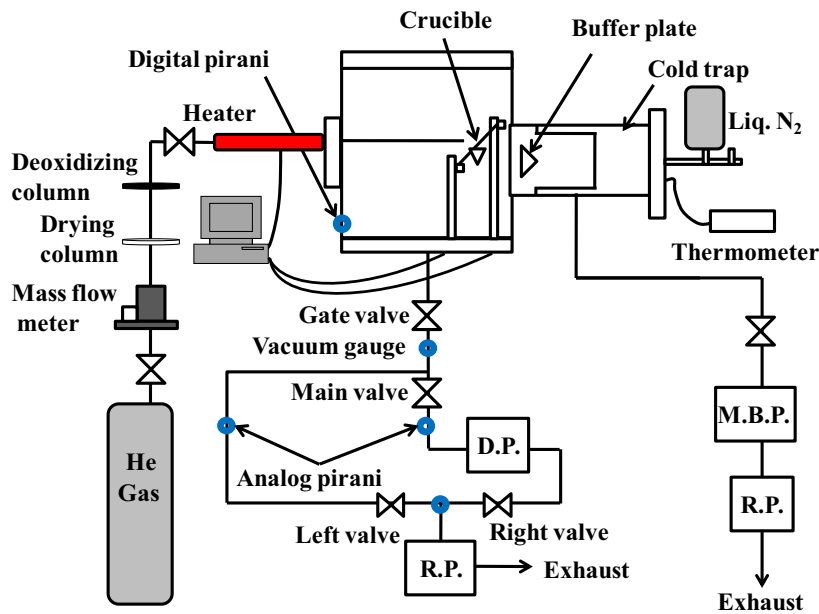 Crucible
Buffer plate
Digital pirani
Cold trap
Heater
Liq. N₂
Deoxidizing
column
Drying
column
Thermometer
Mass flow
meter
Gate valve
Vacuum gauge
Main valve
M.B.P.
D.P.
He
Gas
Analog pirani
R.P.
Left valve
Right valve
R.P.
Exhaust
Exhaust